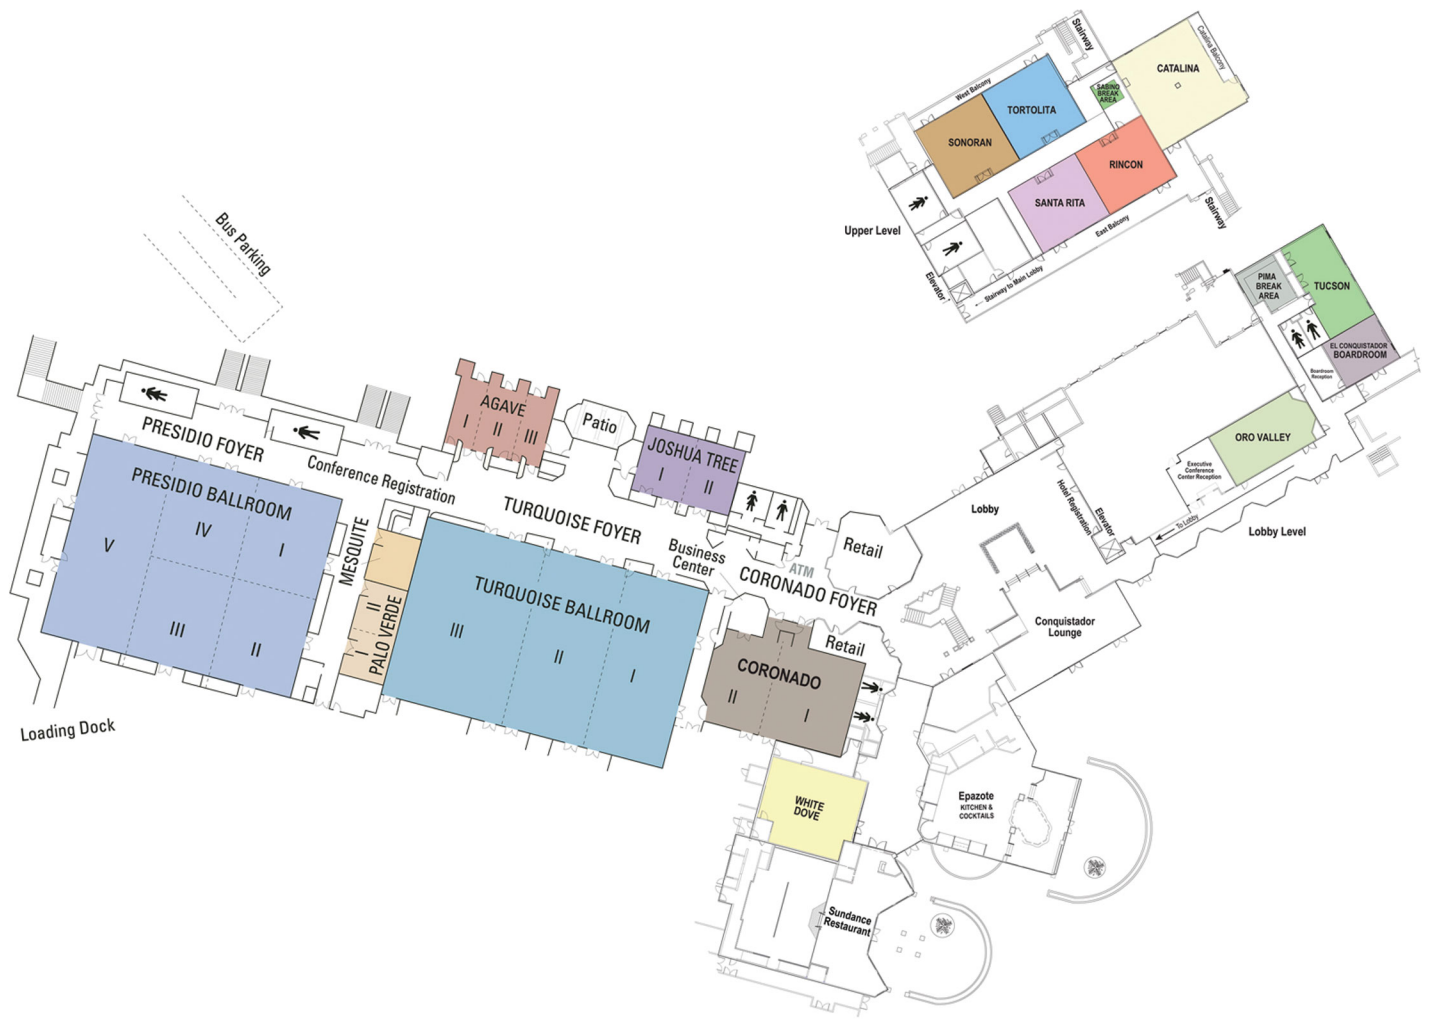 Stairway
Catalina Balcony
CATALINA
West Balcony
SABINO
BREAK
AREA
TORTOLITA
SONORAN
RINCON
SANTA RITA
East Balcony
Stairway
Upper Level
Elevator
Stairway to Main Lobby
Bus Parking
PIMA
BREAK
AREA
TUCSON
EL CONQUISTADOR
BOARDROOM
Boardroom
Reception
ORO VALLEY
Executive
Conference
Center Reception
Hotel Registration
Elevator
To Lobby
Lobby Level
Lobby
AGAVE
I
II
III
Patio
JOSHUA TREE
I
II
PRESIDIO FOYER
Conference Registration
TURQUOISE FOYER
Business
Center
ATM
CORONADO FOYER
Retail
PRESIDIO BALLROOM
IV
V
I
III
II
MESQUITE
II
I
PALO VERDE
TURQUOISE BALLROOM
III
II
I
Retail
CORONADO
II
I
Conquistador
Lounge
Loading Dock
WHITE
DOVE
Epazote
KITCHEN &
COCKTAILS
Sundance
Restaurant